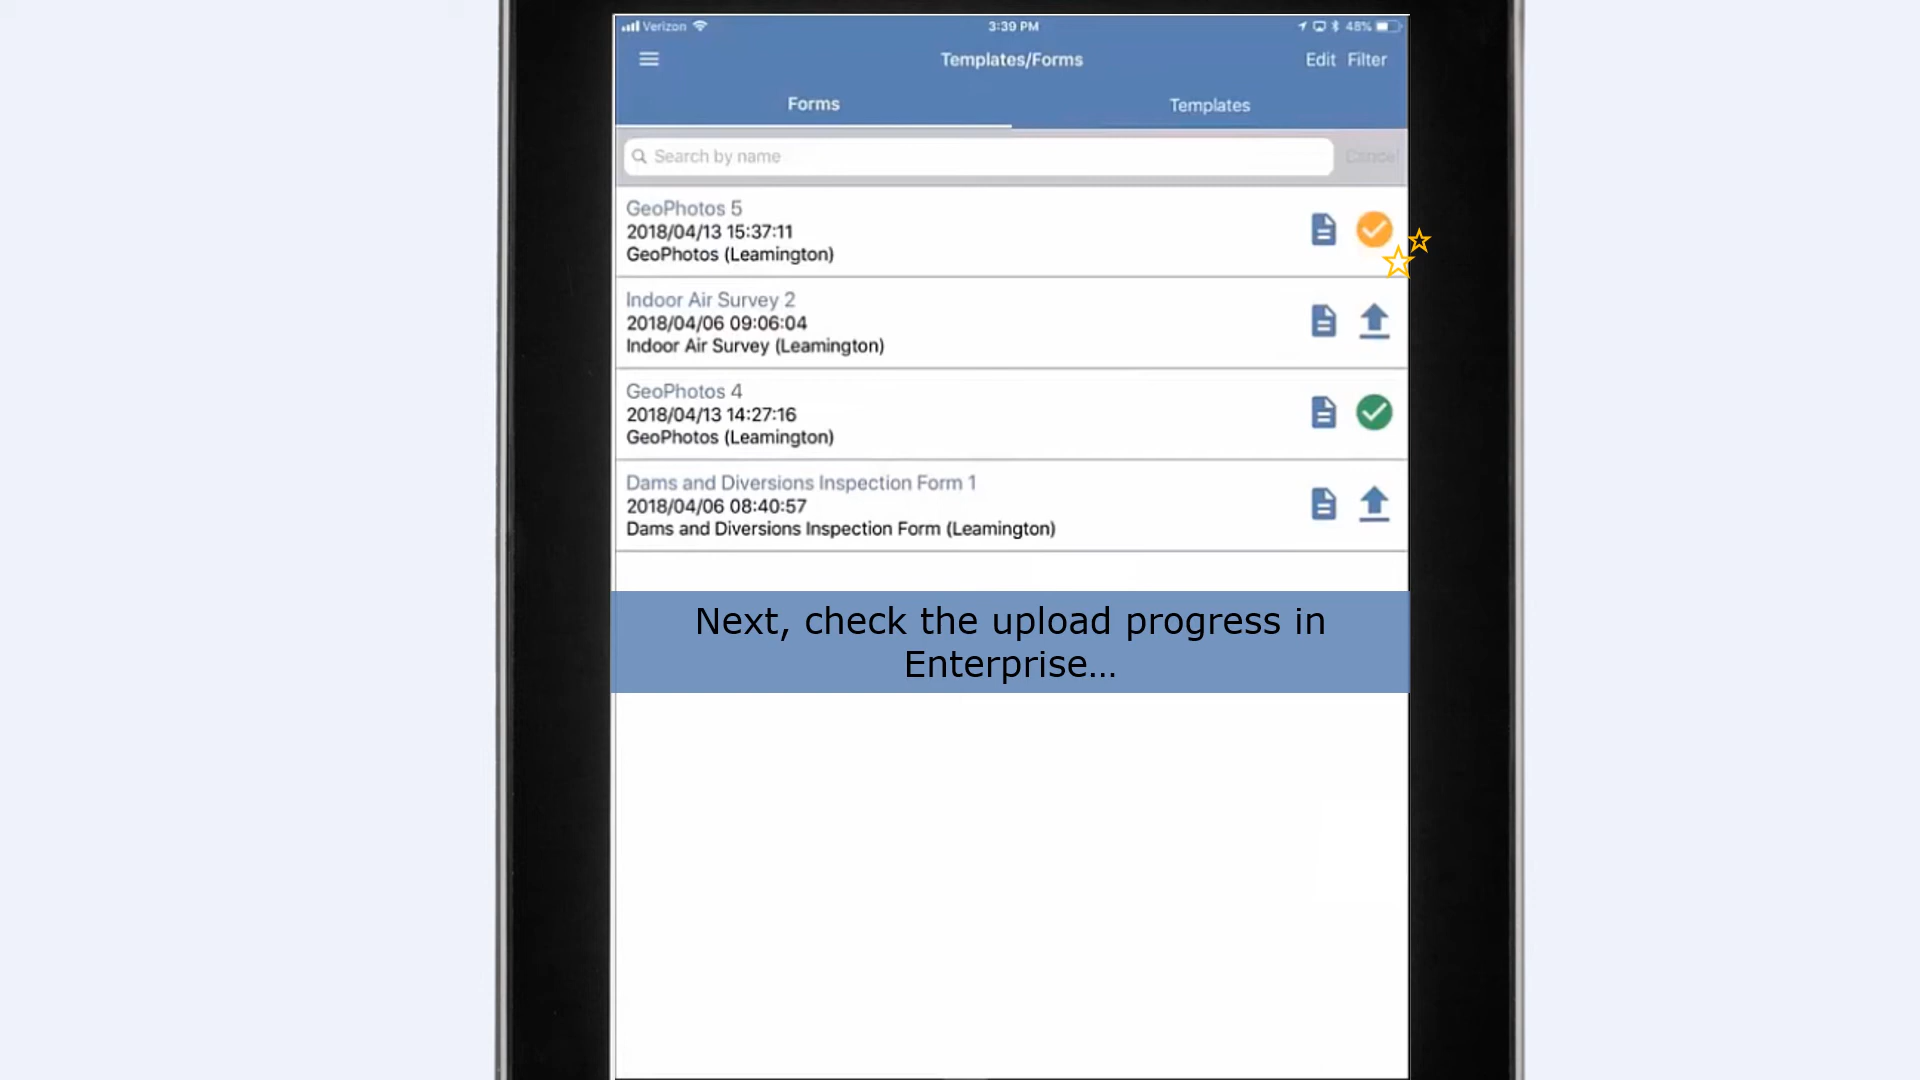 Verizon 3:39 PM 48%
Templates/Forms Edit Filter
Forms Templates
Search by name Cancel
GeoPhotos 5
2018/04/13 15:37:11
GeoPhotos (Leamington)
Indoor Air Survey 2
2018/04/06 09:06:04
Indoor Air Survey (Leamington)
GeoPhotos 4
2018/04/13 14:27:16
GeoPhotos (Leamington)
Dams and Diversions Inspection Form 1
2018/04/06 08:40:57
Dams and Diversions Inspection Form (Leamington)
Next, check the upload progress in
Enterprise...